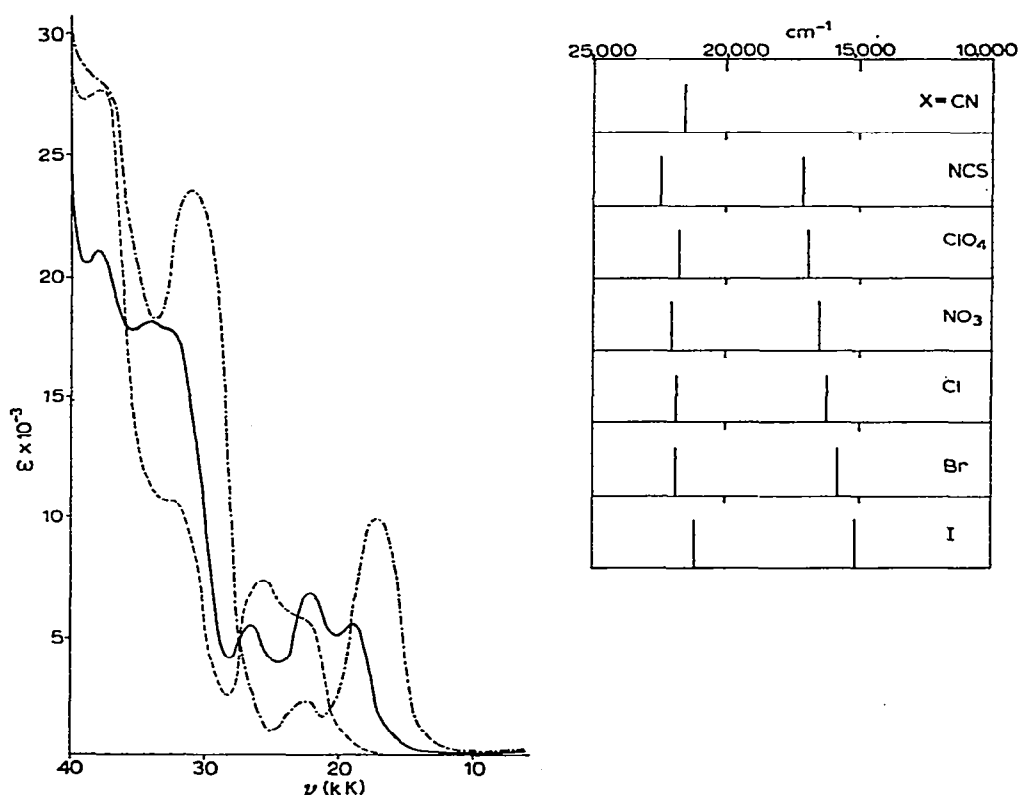 30
25
20
15
10
5
ε x 10⁻³
40 30 20 10
ν (kK)
cm⁻¹
25,000 20,000 15,000 10,000
X=CN
NCS
ClO₄
NO₃
Cl
Br
I